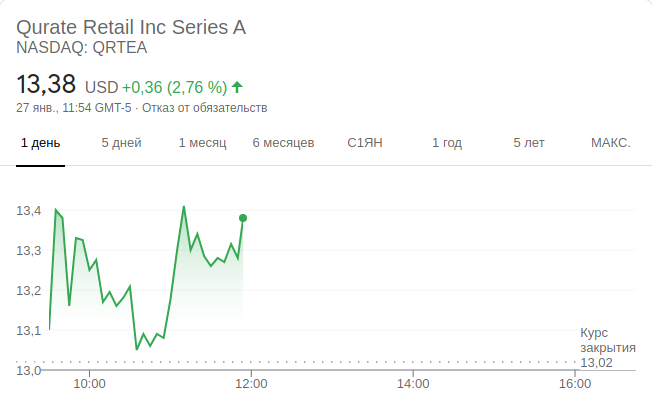 Qurate Retail Inc Series A
NASDAQ: QRTEA
13,38 USD +0,36 (2,76 %)
27 янв., 11:54 GMT-5 · Отказ от обязательств
1 день 5 дней 1 месяц 6 месяцев С1ЯН 1 год 5 лет МАКС.
13,4
13,3
13,2
13,1
13,0
Курс
закрытия
13,02
10:00 12:00 14:00 16:00